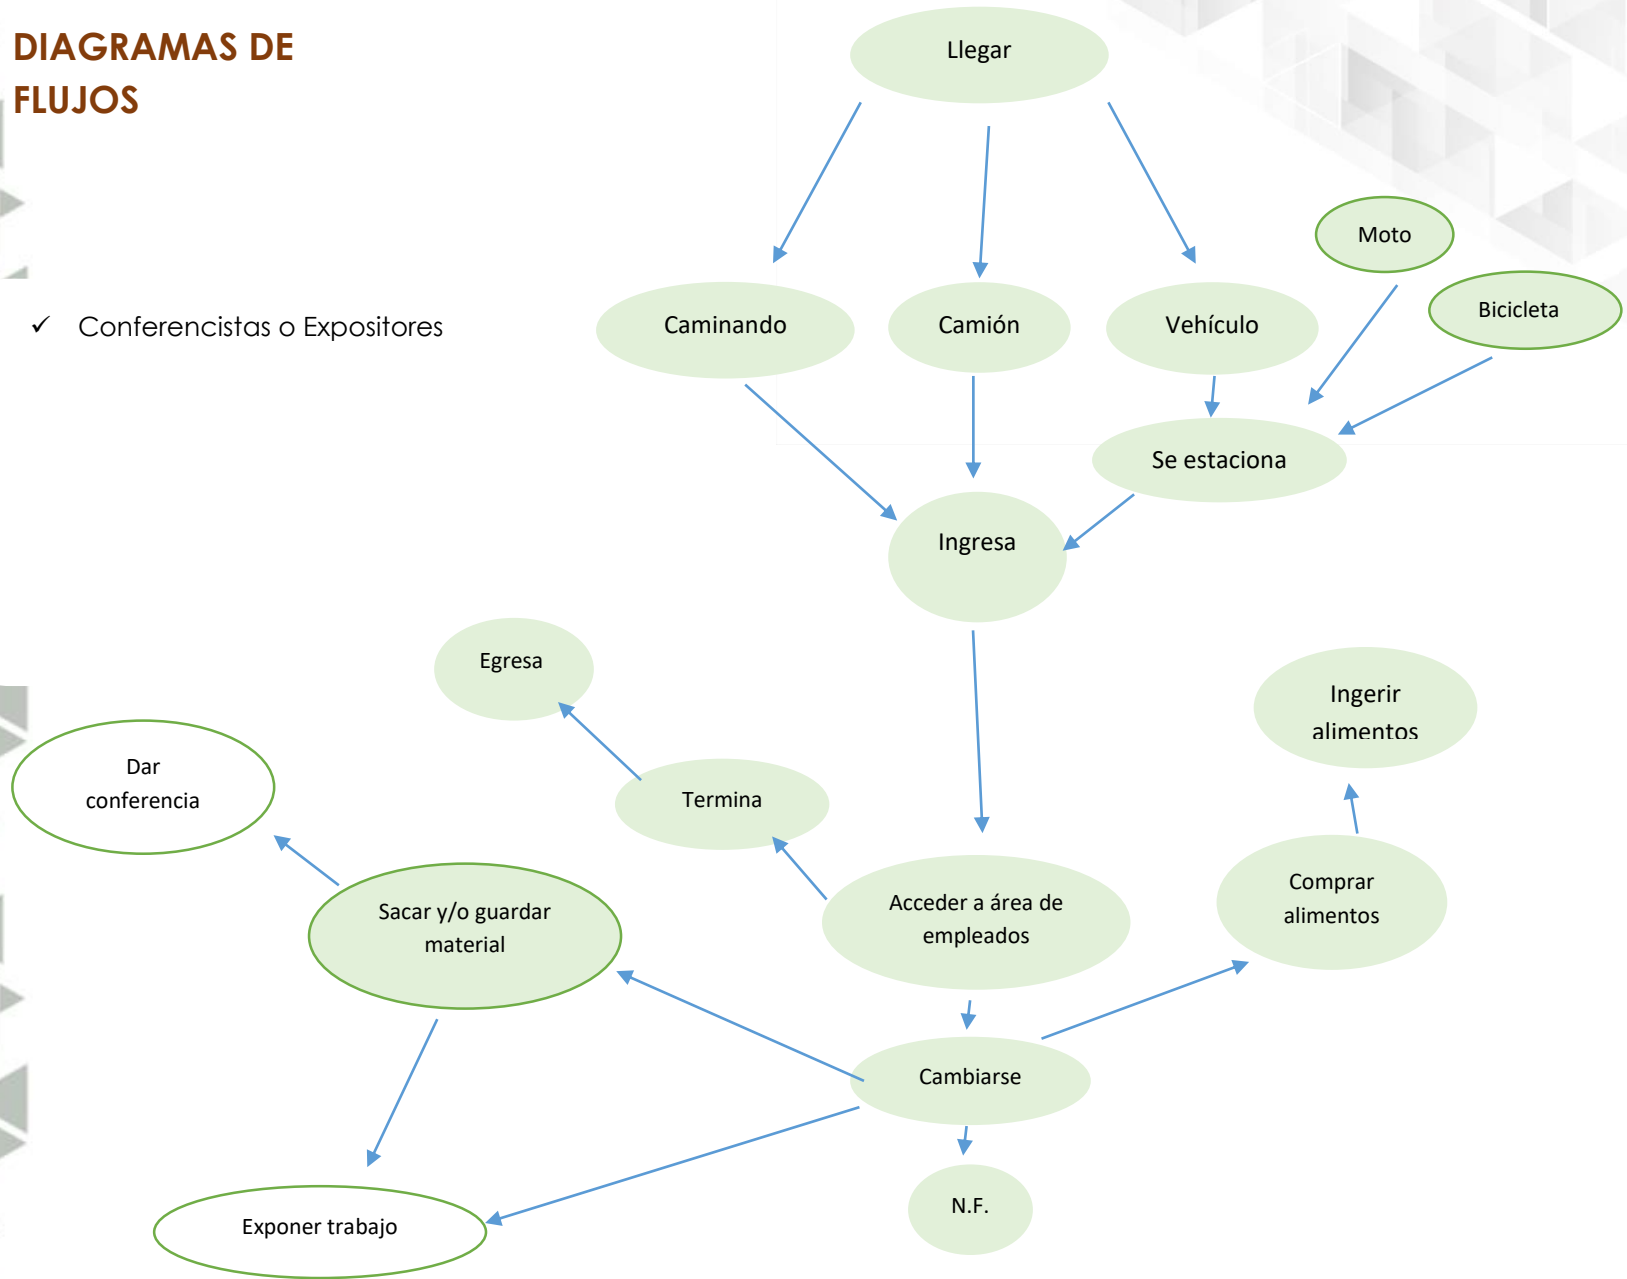 DIAGRAMAS DE
FLUJOS
Llegar
Moto
Bicicleta
✓ Conferencistas o Expositores
Caminando
Camión
Vehículo
Se estaciona
Ingresa
Egresa
Ingerir
alimentos
Dar
conferencia
Termina
Comprar
alimentos
Sacar y/o guardar
material
Acceder a área de
empleados
Cambiarse
N.F.
Exponer trabajo